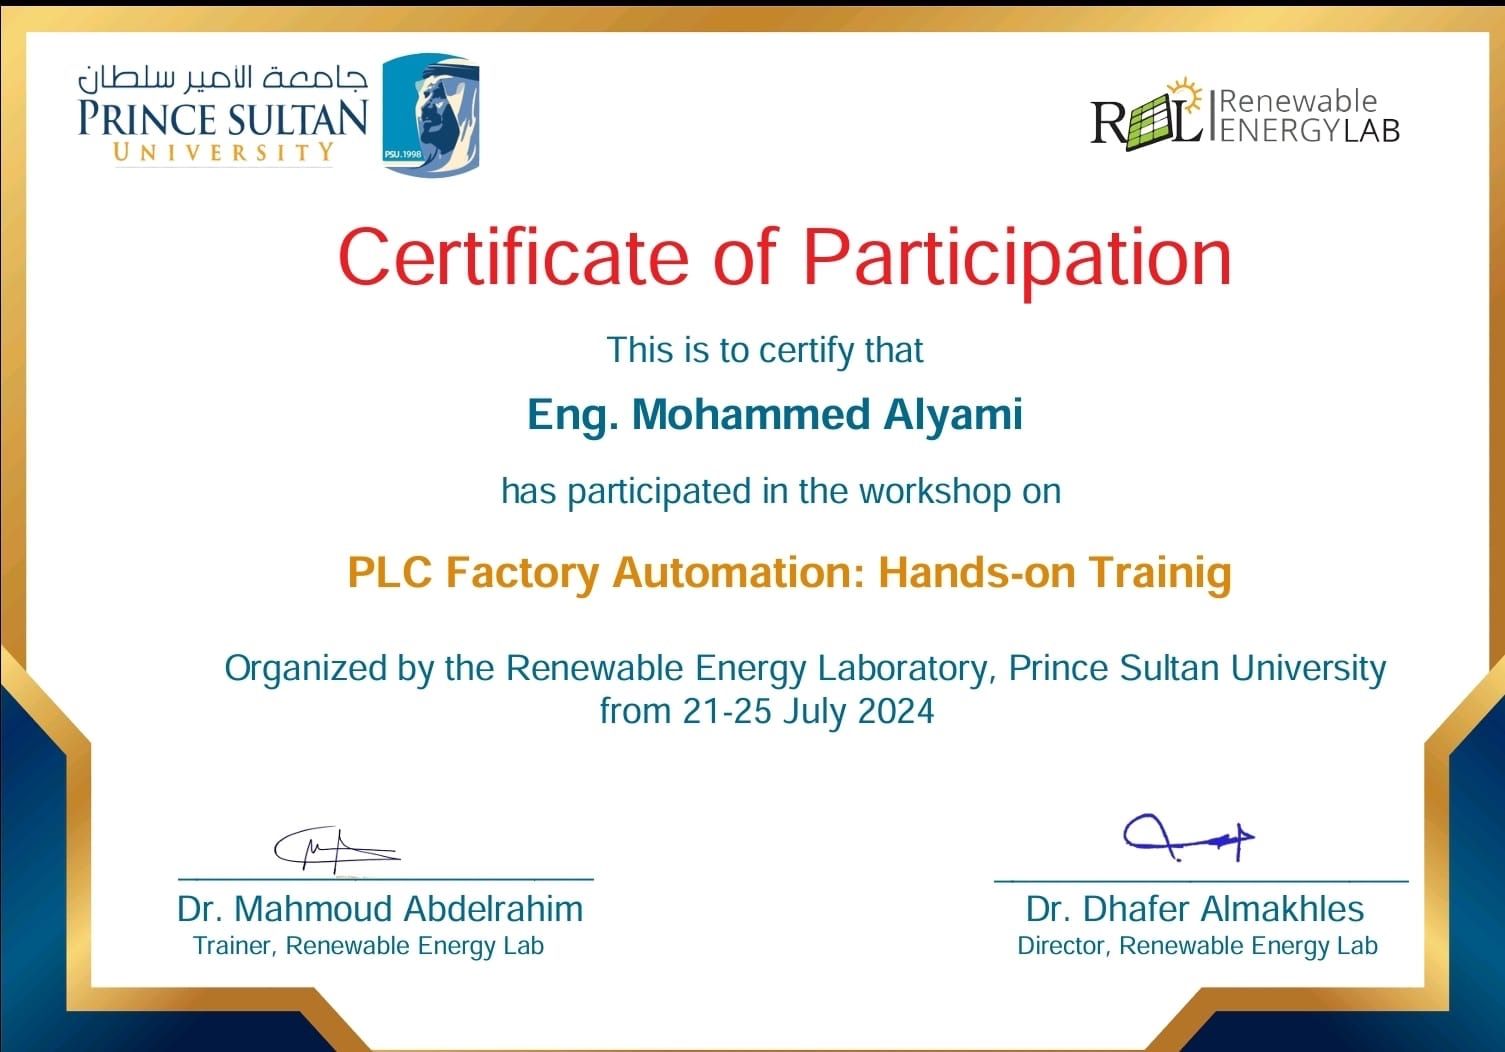 جامعة الأمير سلطان
PRINCE SULTAN
UNIVERSITY
PSU.1998
REL
Renewable
ENERGYLAB
Certificate of Participation
This is to certify that
Eng. Mohammed Alyami
has participated in the workshop on
PLC Factory Automation: Hands-on Trainig
Organized by the Renewable Energy Laboratory, Prince Sultan University
from 21-25 July 2024
Dr. Mahmoud Abdelrahim
Trainer, Renewable Energy Lab
Dr. Dhafer Almakhles
Director, Renewable Energy Lab